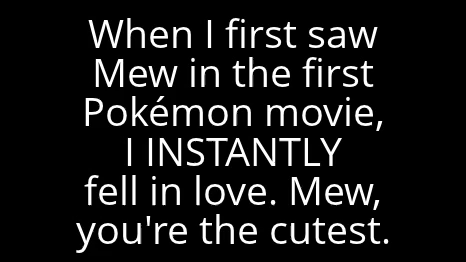 When I first saw
Mew in the first
Pokémon movie,
I INSTANTLY
fell in love. Mew,
you're the cutest.